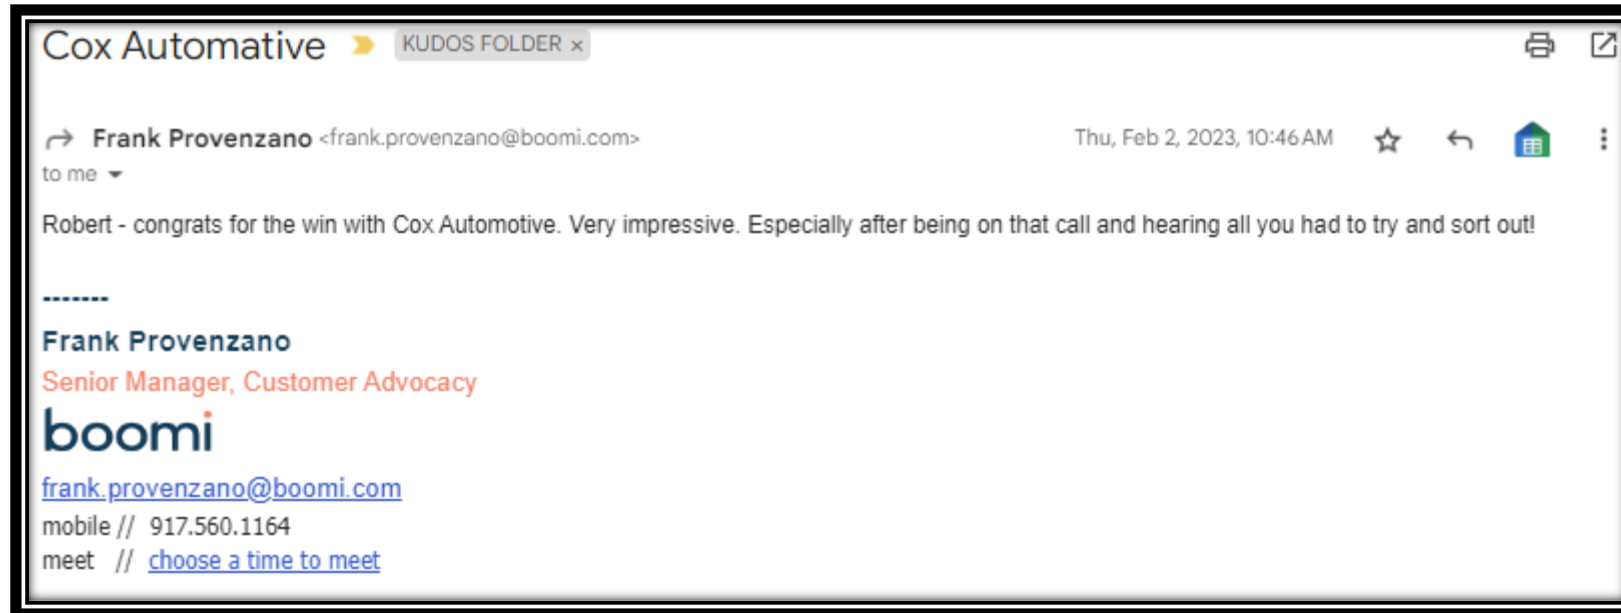 Cox Automative KUDOS FOLDER ×
Frank Provenzano <frank.provenzano@boomi.com> Thu, Feb 2, 2023, 10:46 AM
to me
Robert - congrats for the win with Cox Automotive. Very impressive. Especially after being on that call and hearing all you had to try and sort out!
-------
Frank Provenzano
Senior Manager, Customer Advocacy
boomi
frank.provenzano@boomi.com
mobile // 917.560.1164
meet // choose a time to meet